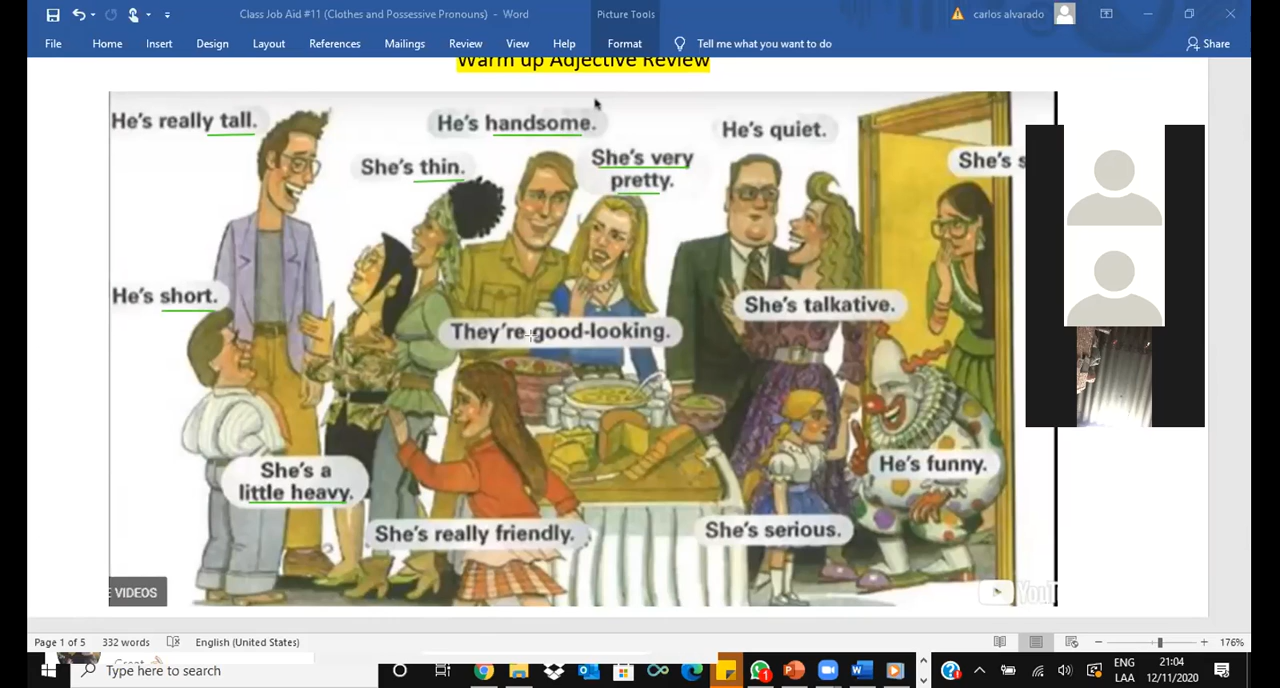 Class Job Aid #11 (Clothes and Possessive Pronouns) - Word
Picture Tools
carlos alvarado
File Home Insert Design Layout References Mailings Review View Help Format Tell me what you want to do Share
Warm up Adjective Review
He's really tall.
He's handsome.
He's quiet.
She's thin.
She's very
pretty.
She's s
He's short.
They're good-looking.
She's talkative.
She's a
little heavy.
He's funny.
She's really friendly.
She's serious.
E VIDEOS
YouT
Page 1 of 5 332 words English (United States) 176%
Type here to search
1
ENG
LAA
21:04
12/11/2020